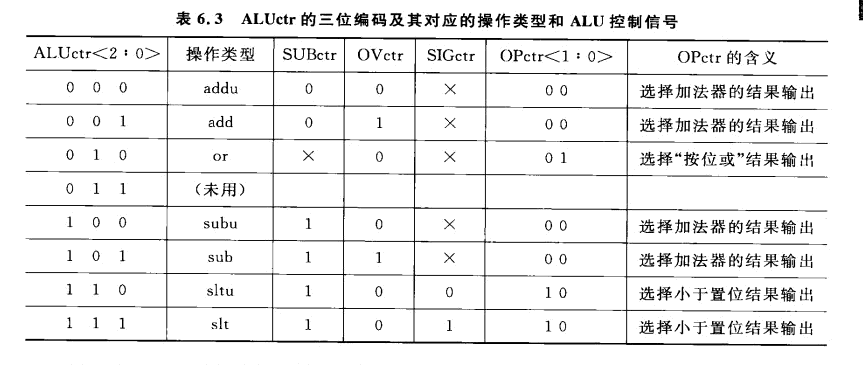 表 6.3 ALUctr 的三位编码及其对应的操作类型和 ALU 控制信号
ALUctr<2:0> 操作类型 SUBctr OVctr SIGctr OPctr<1:0> OPctr 的含义
0 0 0 addu 0 0 × 0 0 选择加法器的结果输出
0 0 1 add 0 1 × 0 0 选择加法器的结果输出
0 1 0 or × 0 × 0 1 选择“按位或”结果输出
0 1 1 (未用)
1 0 0 subu 1 0 × 0 0 选择加法器的结果输出
1 0 1 sub 1 1 × 0 0 选择加法器的结果输出
1 1 0 sltu 1 0 0 1 0 选择小于置位结果输出
1 1 1 slt 1 0 1 1 0 选择小于置位结果输出